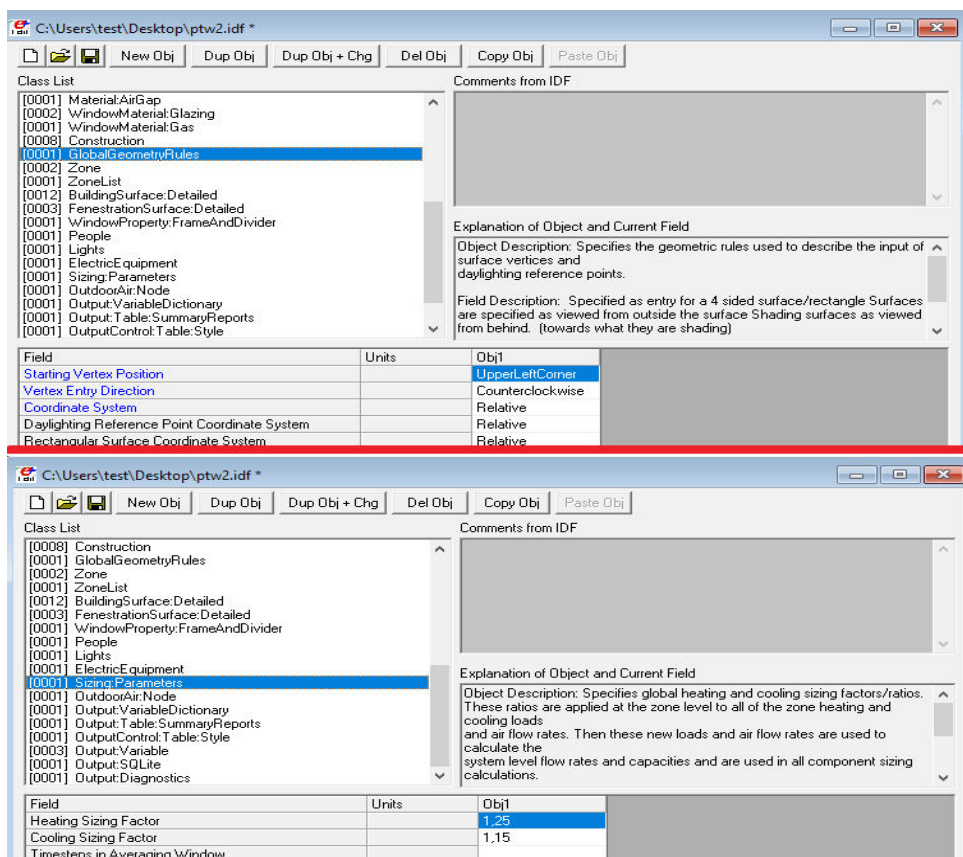 C:\Users\test\Desktop\ptw2.idf *
New Obj Dup Obj Dup Obj + Chg Del Obj Copy Obj Paste Obj
Class List
[0001] Material:AirGap
[0002] WindowMaterial:Glazing
[0001] WindowMaterial:Gas
[0008] Construction
[0001] GlobalGeometryRules
[0002] Zone
[0001] ZoneList
[0012] BuildingSurface:Detailed
[0003] FenestrationSurface:Detailed
[0001] WindowProperty:FrameAndDivider
[0001] People
[0001] Lights
[0001] ElectricEquipment
[0001] Sizing:Parameters
[0001] OutdoorAir:Node
[0001] Output:VariableDictionary
[0001] Output:Table:SummaryReports
[0001] OutputControl:Table:Style
Comments from IDF
Explanation of Object and Current Field
Object Description: Specifies the geometric rules used to describe the input of
surface vertices and
daylighting reference points.
Field Description: Specified as entry for a 4 sided surface/rectangle Surfaces
are specified as viewed from outside the surface Shading surfaces as viewed
from behind. (towards what they are shading)
Field Units Obj1
Starting Vertex Position UpperLeftCorner
Vertex Entry Direction Counterclockwise
Coordinate System Relative
Daylighting Reference Point Coordinate System Relative
Rectangular Surface Coordinate System Relative
C:\Users\test\Desktop\ptw2.idf *
New Obj Dup Obj Dup Obj + Chg Del Obj Copy Obj Paste Obj
Class List
[0008] Construction
[0001] GlobalGeometryRules
[0002] Zone
[0001] ZoneList
[0012] BuildingSurface:Detailed
[0003] FenestrationSurface:Detailed
[0001] WindowProperty:FrameAndDivider
[0001] People
[0001] Lights
[0001] ElectricEquipment
[0001] Sizing:Parameters
[0001] OutdoorAir:Node
[0001] Output:VariableDictionary
[0001] Output:Table:SummaryReports
[0001] OutputControl:Table:Style
[0003] Output:Variable
[0001] Output:SQLite
[0001] Output:Diagnostics
Comments from IDF
Explanation of Object and Current Field
Object Description: Specifies global heating and cooling sizing factors/ratios.
These ratios are applied at the zone level to all of the zone heating and
cooling loads
and air flow rates. Then these new loads and air flow rates are used to
calculate the
system level flow rates and capacities and are used in all component sizing
calculations.
Field Units Obj1
Heating Sizing Factor 1,25
Cooling Sizing Factor 1,15
Timesteps in Averaging Window